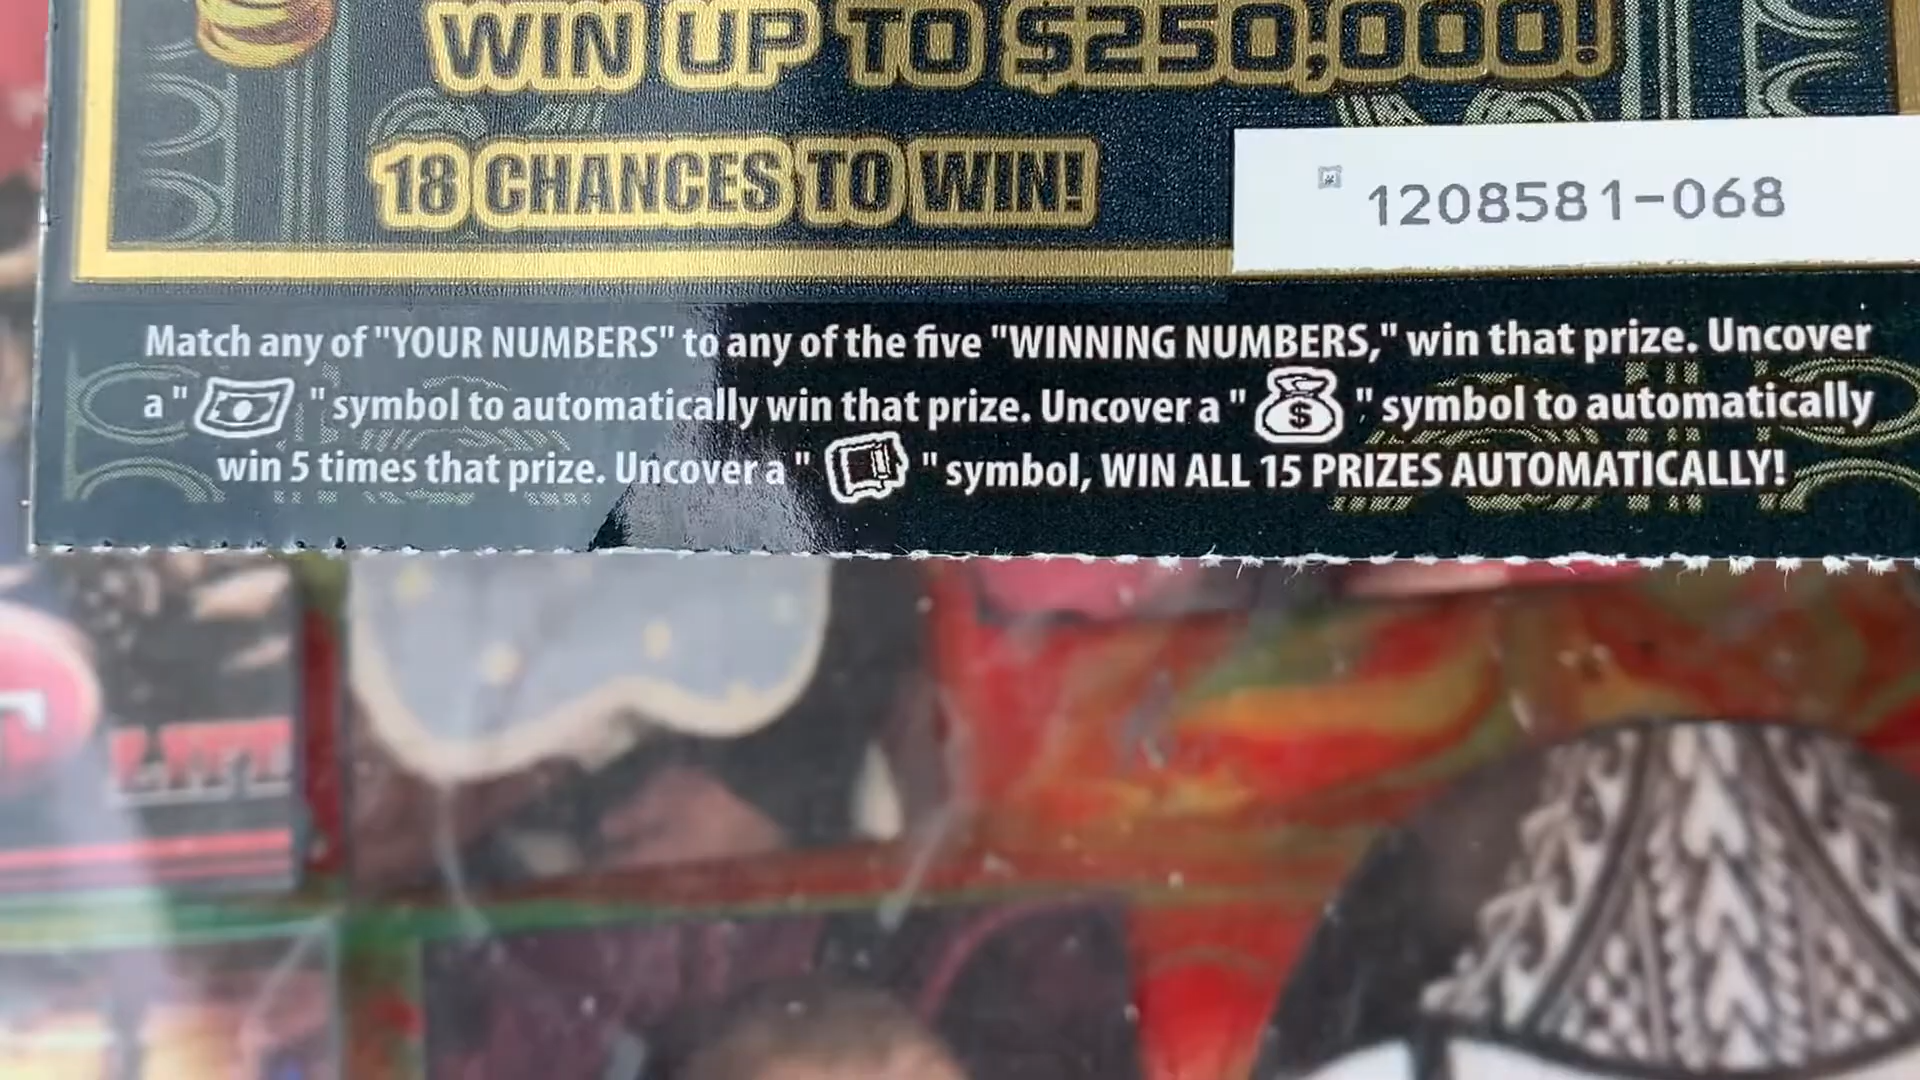 WIN UP TO $250,000!
18 CHANCES TO WIN!
1208581-068
Match any of "YOUR NUMBERS" to any of the five "WINNING NUMBERS," win that prize. Uncover
a " " symbol to automatically win that prize. Uncover a " $ " symbol to automatically
win 5 times that prize. Uncover a " " symbol, WIN ALL 15 PRIZES AUTOMATICALLY!